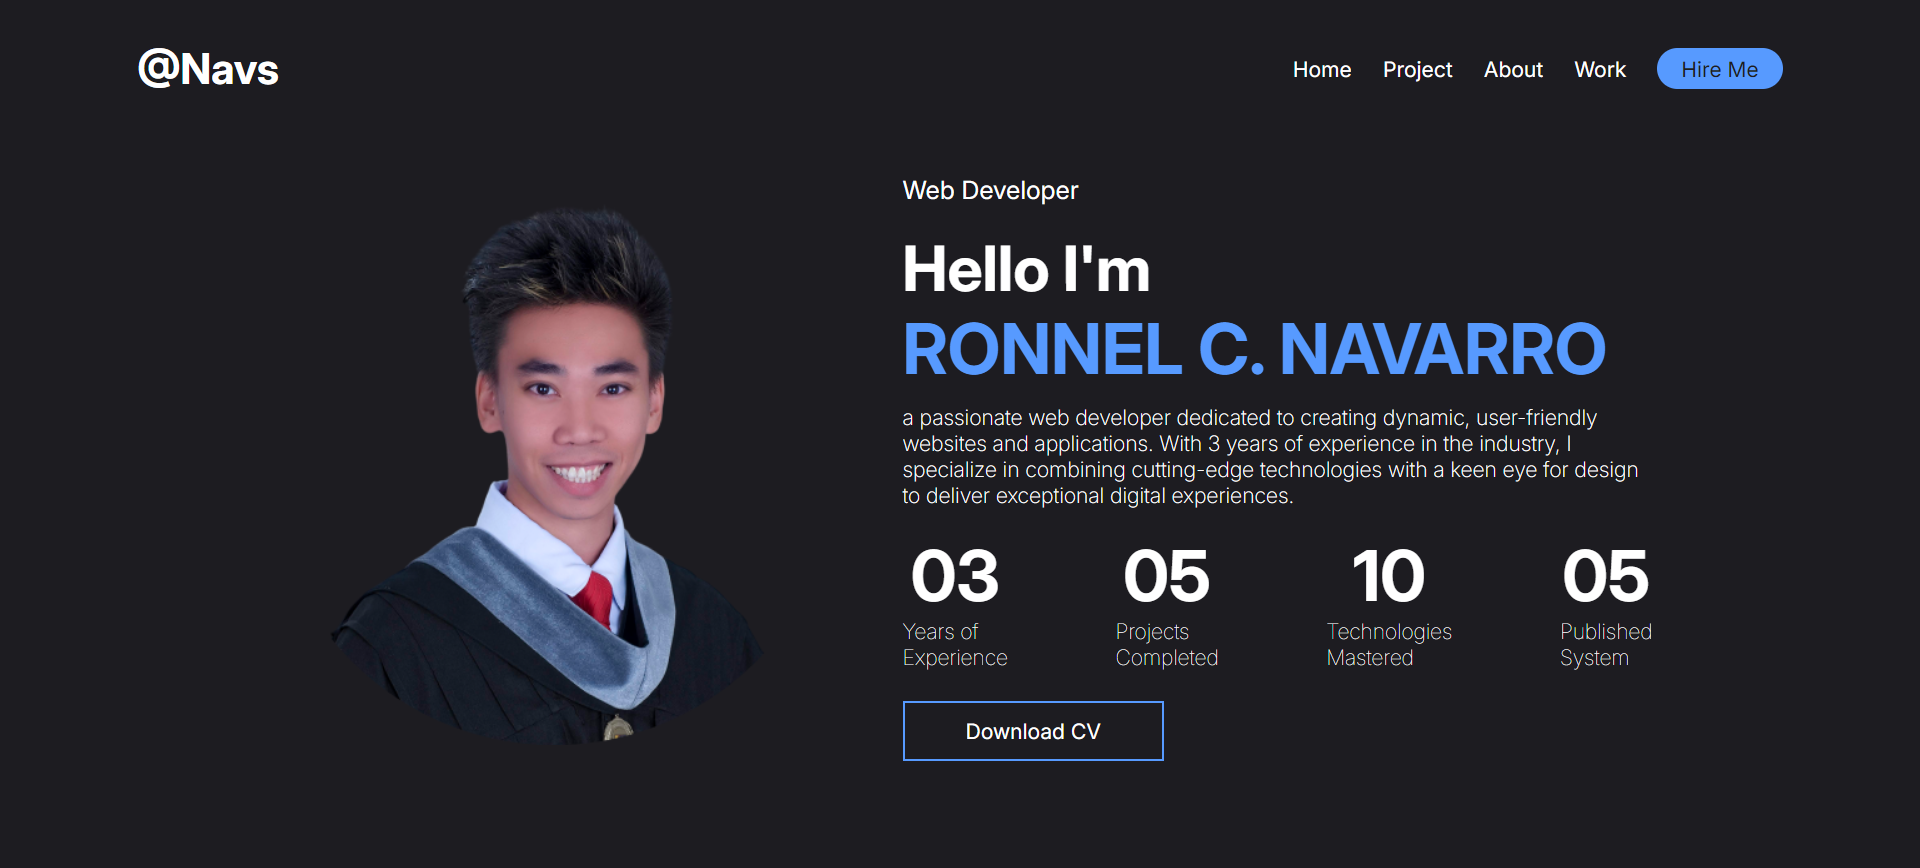 @Navs
Home Project About Work Hire Me
Web Developer
Hello I'm
RONNEL C. NAVARRO
a passionate web developer dedicated to creating dynamic, user-friendly
websites and applications. With 3 years of experience in the industry, I
specialize in combining cutting-edge technologies with a keen eye for design
to deliver exceptional digital experiences.
03
Years of
Experience
05
Projects
Completed
10
Technologies
Mastered
05
Published
System
Download CV